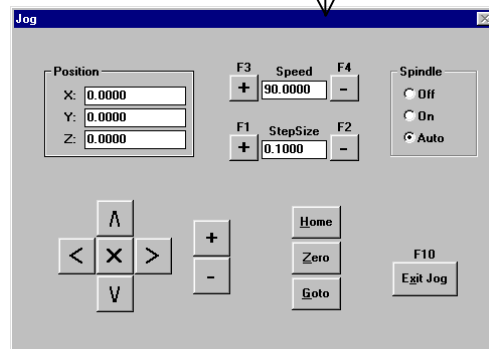 Jog
Position
X: 0.0000
Y: 0.0000
Z: 0.0000
F3 Speed F4
+ 90.0000 -
F1 StepSize F2
+ 0.1000 -
Spindle
Off
On
Auto
Λ
< X >
V
+
-
Home
Zero
Goto
F10
Exit Jog